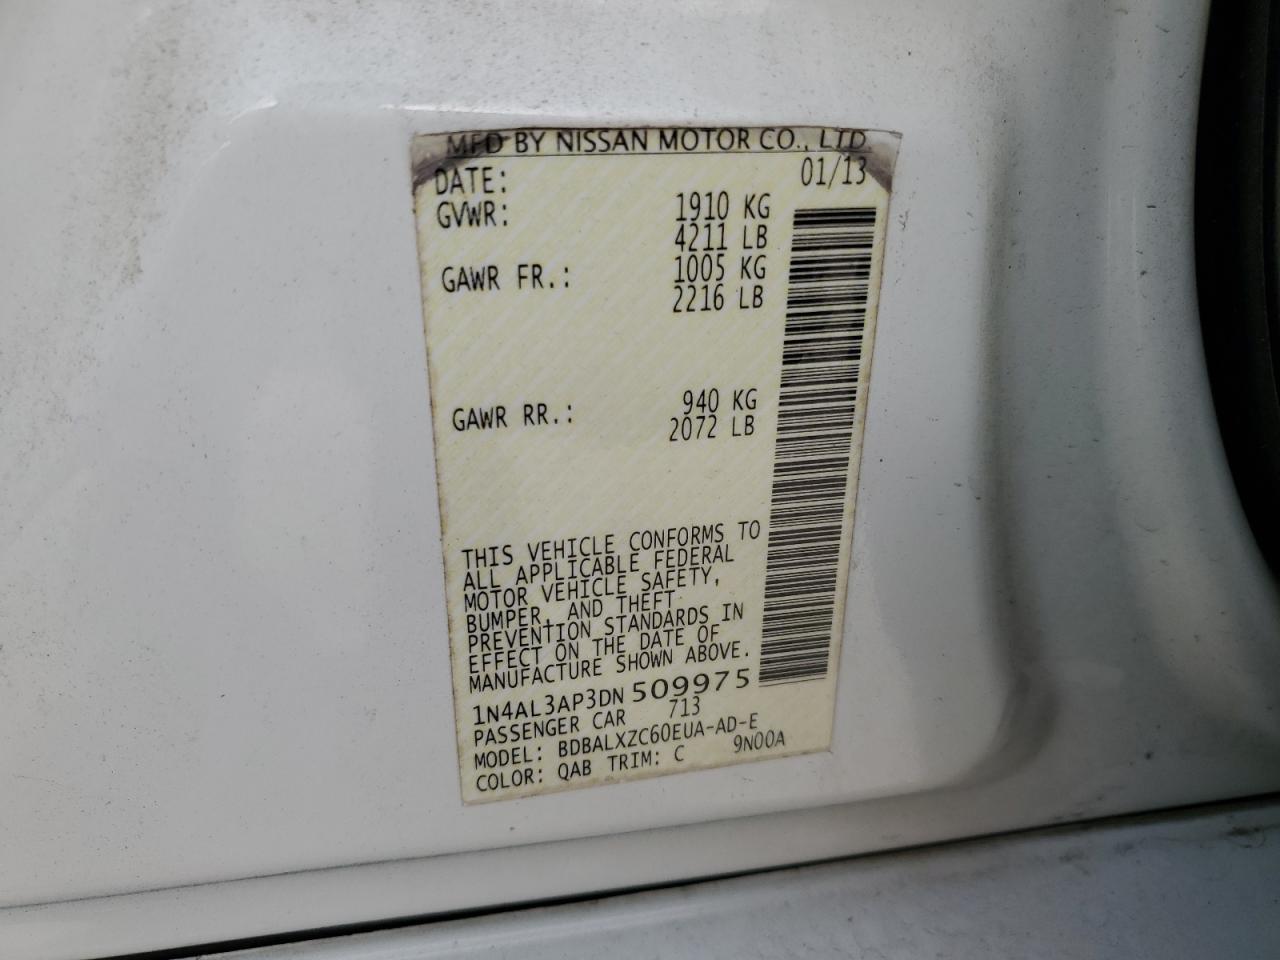 MFD BY NISSAN MOTOR CO., LTD
DATE: 01/13
GVWR: 1910 KG
4211 LB
GAWR FR.: 1005 KG
2216 LB
GAWR RR.: 940 KG
2072 LB
THIS VEHICLE CONFORMS TO
ALL APPLICABLE FEDERAL
MOTOR VEHICLE SAFETY,
BUMPER, AND THEFT
PREVENTION STANDARDS IN
EFFECT ON THE DATE OF
MANUFACTURE SHOWN ABOVE.
1N4AL3AP3DN509975
PASSENGER CAR 713
MODEL: BDBALXZC60EUA-AD-E
COLOR: QAB TRIM: C 9N00A